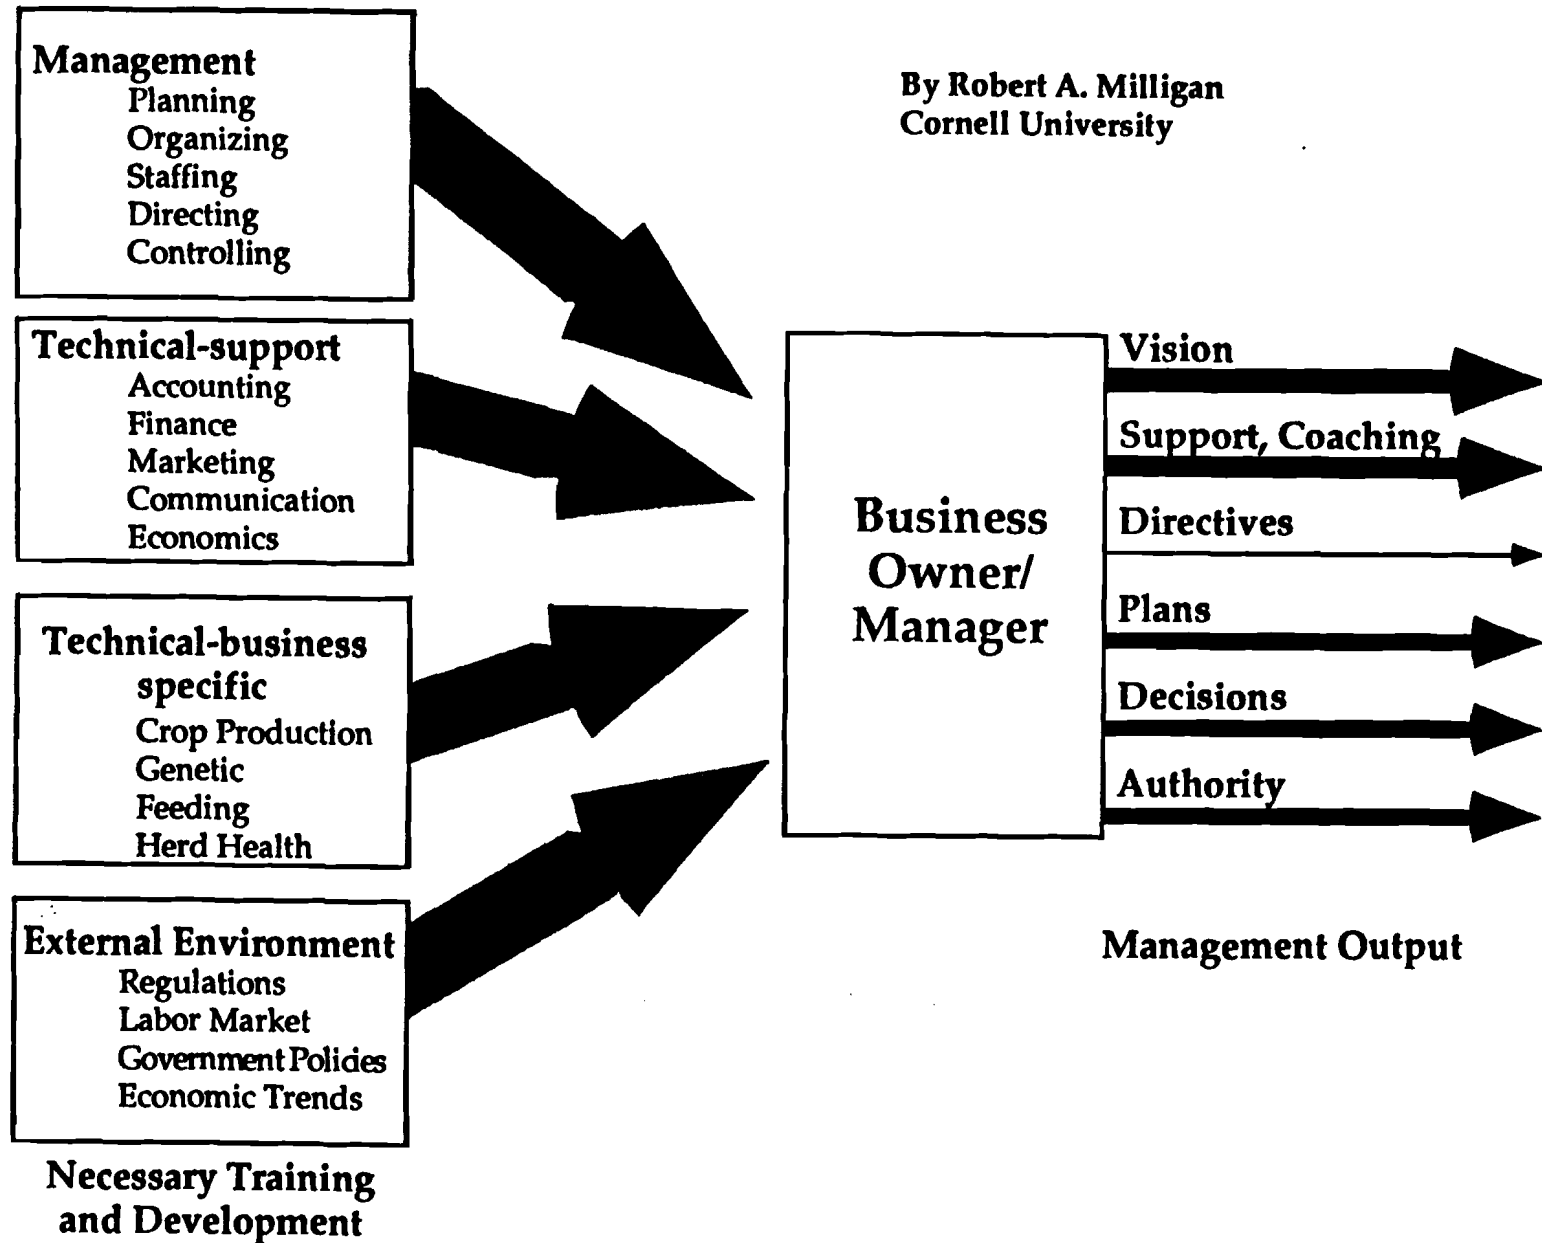 Management
Planning
Organizing
Staffing
Directing
Controlling
Technical-support
Accounting
Finance
Marketing
Communication
Economics
Technical-business
specific
Crop Production
Genetic
Feeding
Herd Health
External Environment
Regulations
Labor Market
Government Policies
Economic Trends
Necessary Training
and Development
By Robert A. Milligan
Cornell University
Business
Owner/
Manager
Vision
Support, Coaching
Directives
Plans
Decisions
Authority
Management Output